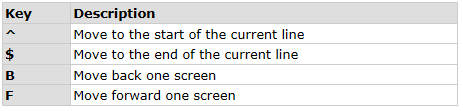 Key Description
^ Move to the start of the current line
$ Move to the end of the current line
B Move back one screen
F Move forward one screen